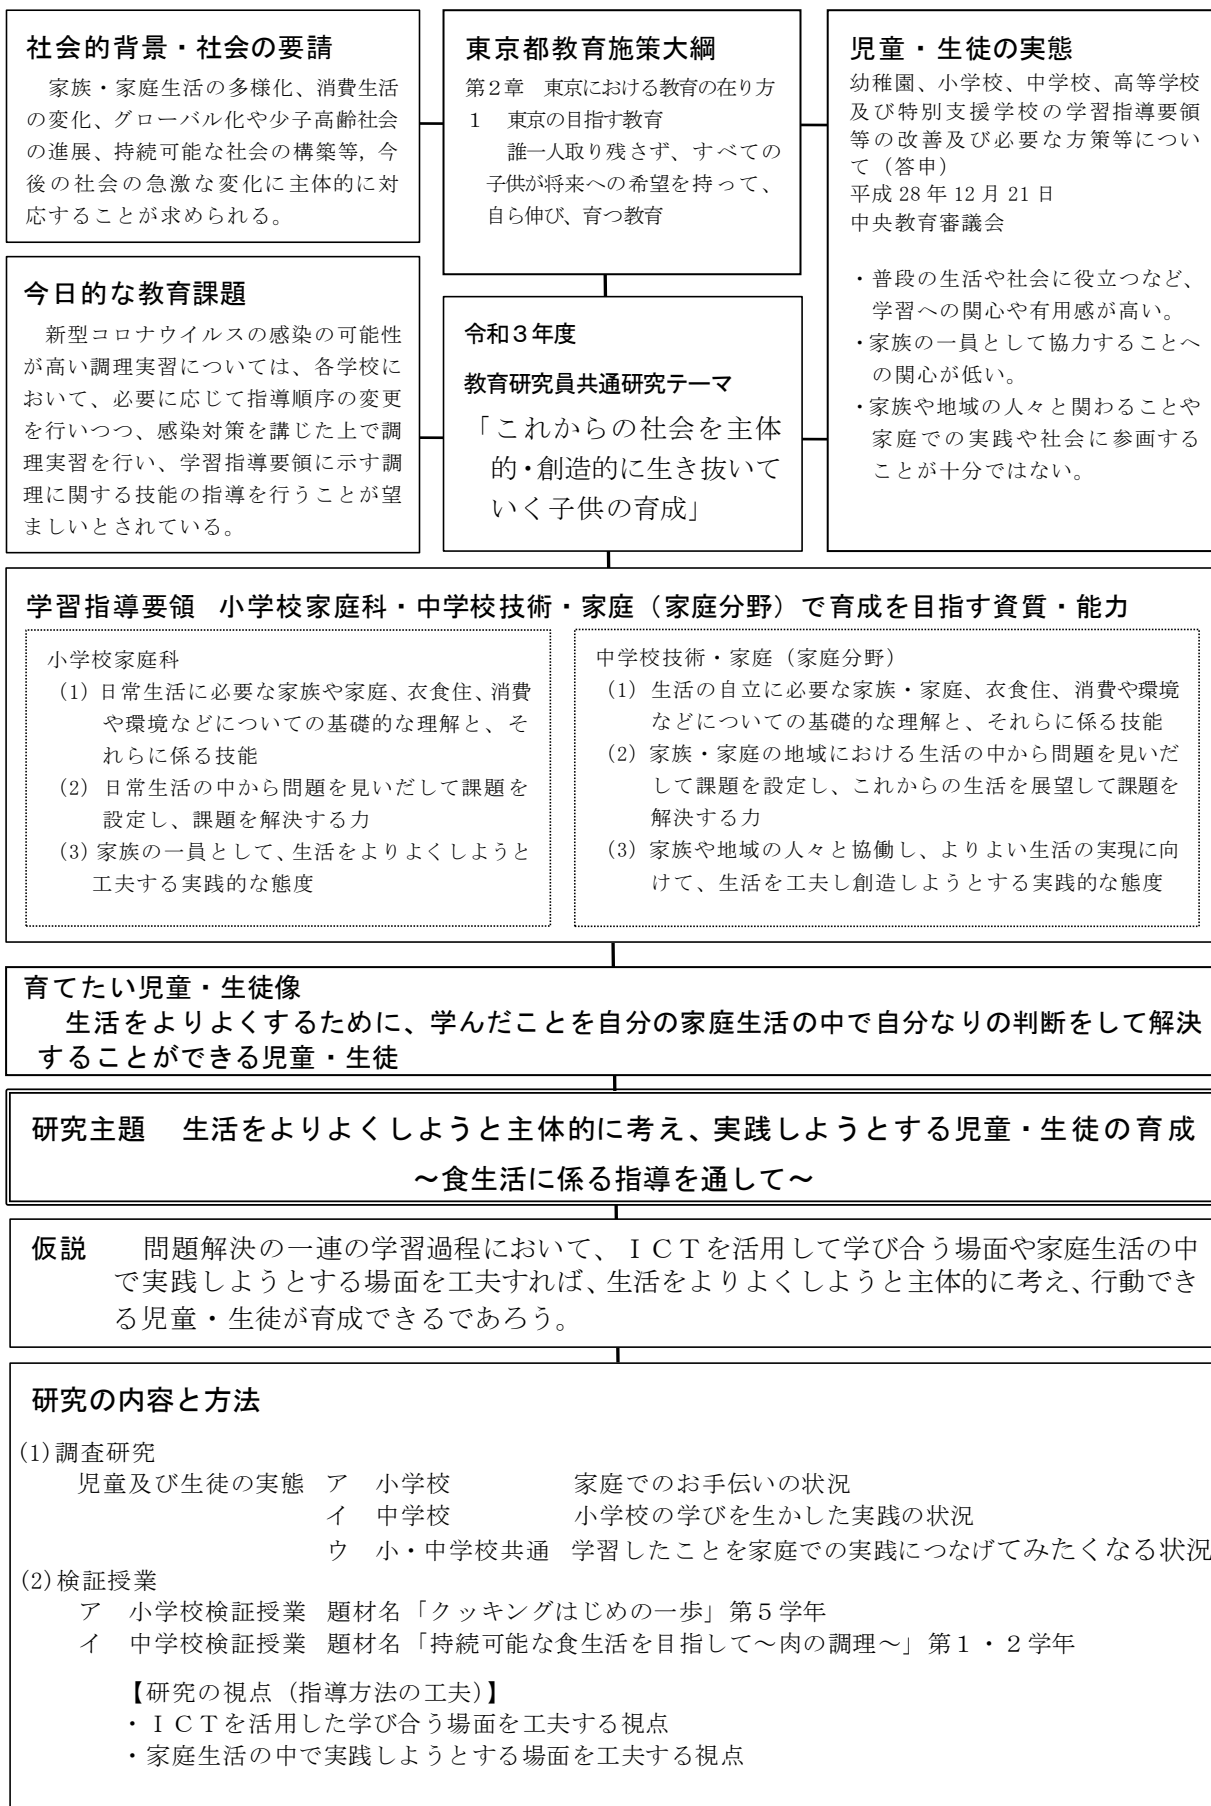 社会的背景・社会の要請
家族・家庭生活の多様化、消費生活
の変化、グローバル化や少子高齢社会
の進展、持続可能な社会の構築等, 今
後の社会の急激な変化に主体的に対
応することが求められる。
今日的な教育課題
新型コロナウイルスの感染の可能性
が高い調理実習については、各学校に
おいて、必要に応じて指導順序の変更
を行いつつ、感染対策を講じた上で調
理実習を行い、学習指導要領に示す調
理に関する技能の指導を行うことが望
ましいとされている。
東京都教育施策大綱
第２章　東京における教育の在り方
１　東京の目指す教育
誰一人取り残さず、すべての
子供が将来への希望を持って、
自ら伸び、育つ教育
令和３年度
教育研究員共通研究テーマ
「これからの社会を主体
的・創造的に生き抜いて
いく子供の育成」
児童・生徒の実態
幼稚園、小学校、中学校、高等学校
及び特別支援学校の学習指導要領
等の改善及び必要な方策等につい
て（答申）
平成 28 年 12 月 21 日
中央教育審議会
・普段の生活や社会に役立つなど、
学習への関心や有用感が高い。
・家族の一員として協力することへ
の関心が低い。
・家族や地域の人々と関わることや
家庭での実践や社会に参画する
ことが十分ではない。
学習指導要領　小学校家庭科・中学校技術・家庭（家庭分野）で育成を目指す資質・能力
小学校家庭科
(1) 日常生活に必要な家族や家庭、衣食住、消費
や環境などについての基礎的な理解と、そ
れらに係る技能
(2) 日常生活の中から問題を見いだして課題を
設定し、課題を解決する力
(3) 家族の一員として、生活をよりよくしようと
工夫する実践的な態度
中学校技術・家庭（家庭分野）
(1) 生活の自立に必要な家族・家庭、衣食住、消費や環境
などについての基礎的な理解と、それらに係る技能
(2) 家族・家庭の地域における生活の中から問題を見いだ
して課題を設定し、これからの生活を展望して課題を
解決する力
(3) 家族や地域の人々と協働し、よりよい生活の実現に向
けて、生活を工夫し創造しようとする実践的な態度
育てたい児童・生徒像
生活をよりよくするために、学んだことを自分の家庭生活の中で自分なりの判断をして解決
することができる児童・生徒
研究主題　生活をよりよくしようと主体的に考え、実践しようとする児童・生徒の育成
～食生活に係る指導を通して～
仮説　問題解決の一連の学習過程において、ＩＣＴを活用して学び合う場面や家庭生活の中
で実践しようとする場面を工夫すれば、生活をよりよくしようと主体的に考え、行動でき
る児童・生徒が育成できるであろう。
研究の内容と方法
(1)調査研究
児童及び生徒の実態　ア　小学校　家庭でのお手伝いの状況
イ　中学校　小学校の学びを生かした実践の状況
ウ　小・中学校共通　学習したことを家庭での実践につなげてみたくなる状況
(2)検証授業
ア　小学校検証授業　題材名「クッキングはじめの一歩」第５学年
イ　中学校検証授業　題材名「持続可能な食生活を目指して～肉の調理～」第１・２学年
【研究の視点（指導方法の工夫）】
・ＩＣＴを活用した学び合う場面を工夫する視点
・家庭生活の中で実践しようとする場面を工夫する視点